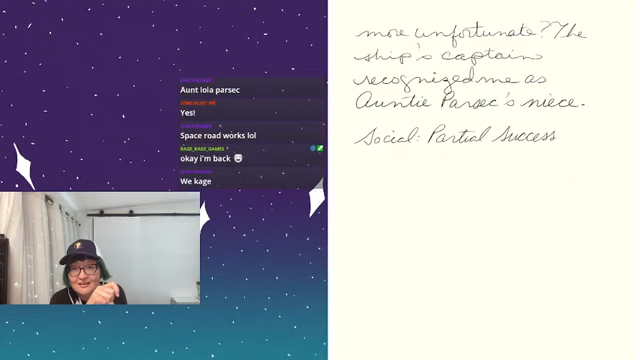 Aunt lola parsec
Yes!
Space road works lol
RAGE_KAGE_GAMES
okay i'm back
We kage
more unfortunate? The
ship's captain
recognized me as
Auntie Parsec's niece.
Social: Partial Success